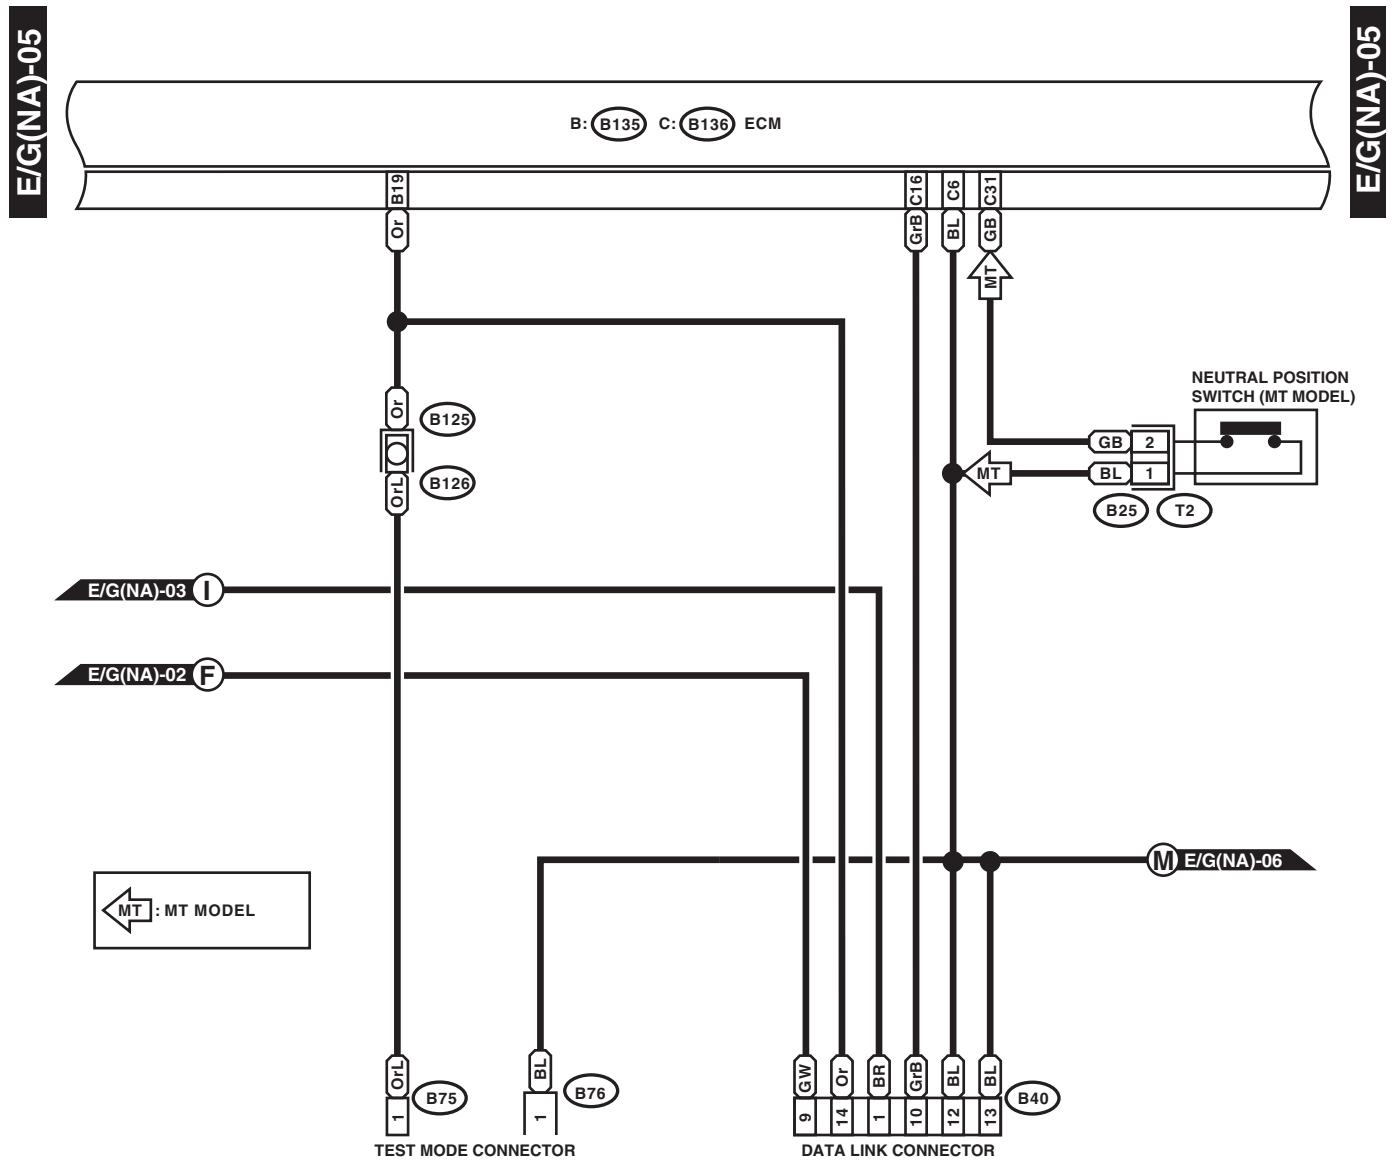 E/G(NA)-05
E/G(NA)-05
B: B135 C: B136 ECM
B19
C16
C6
C31
Or
GrB
BL
GB
MT
NEUTRAL POSITION
SWITCH (MT MODEL)
Or
B125
GB 2
MT BL 1
OrL
B126
B25 T2
E/G(NA)-03 I
E/G(NA)-02 F
M E/G(NA)-06
MT : MT MODEL
OrL
BL
GW
Or
BR
GrB
BL
BL
B75
B76
B40
1
1
9
14
1
10
12
13
TEST MODE CONNECTOR
DATA LINK CONNECTOR